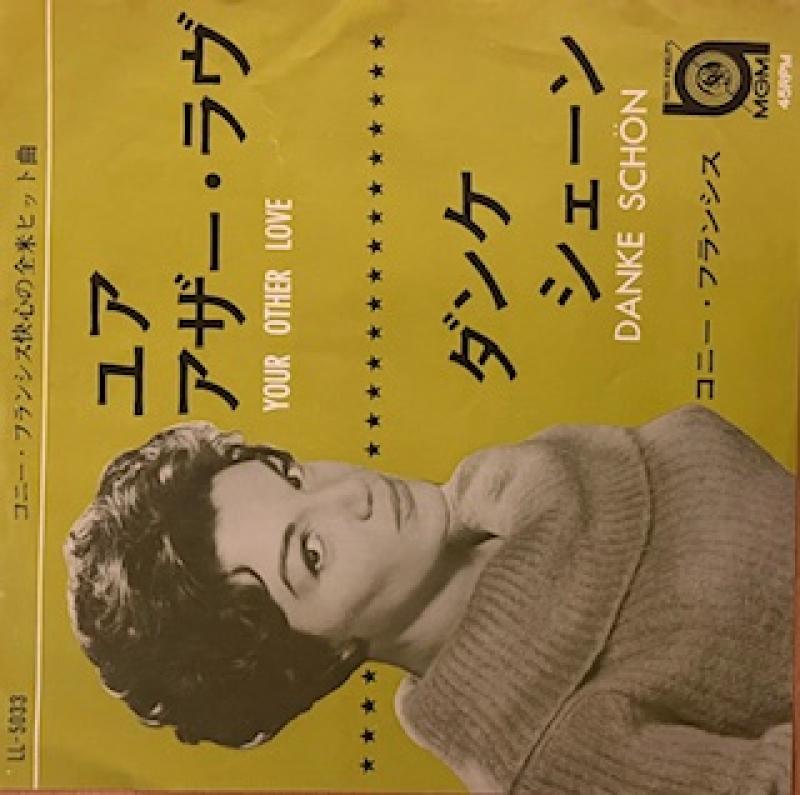 LL-5033
コニー・フランシス快心の全米ヒット曲
ユア
アザー・ラヴ
YOUR OTHER LOVE
★★★★★★★★★★★★★★★★★★★
ダンケ
シェーン
DANKE SCHÖN
コニー・フランシス
HIGH FIDELITY
MGM
45RPM